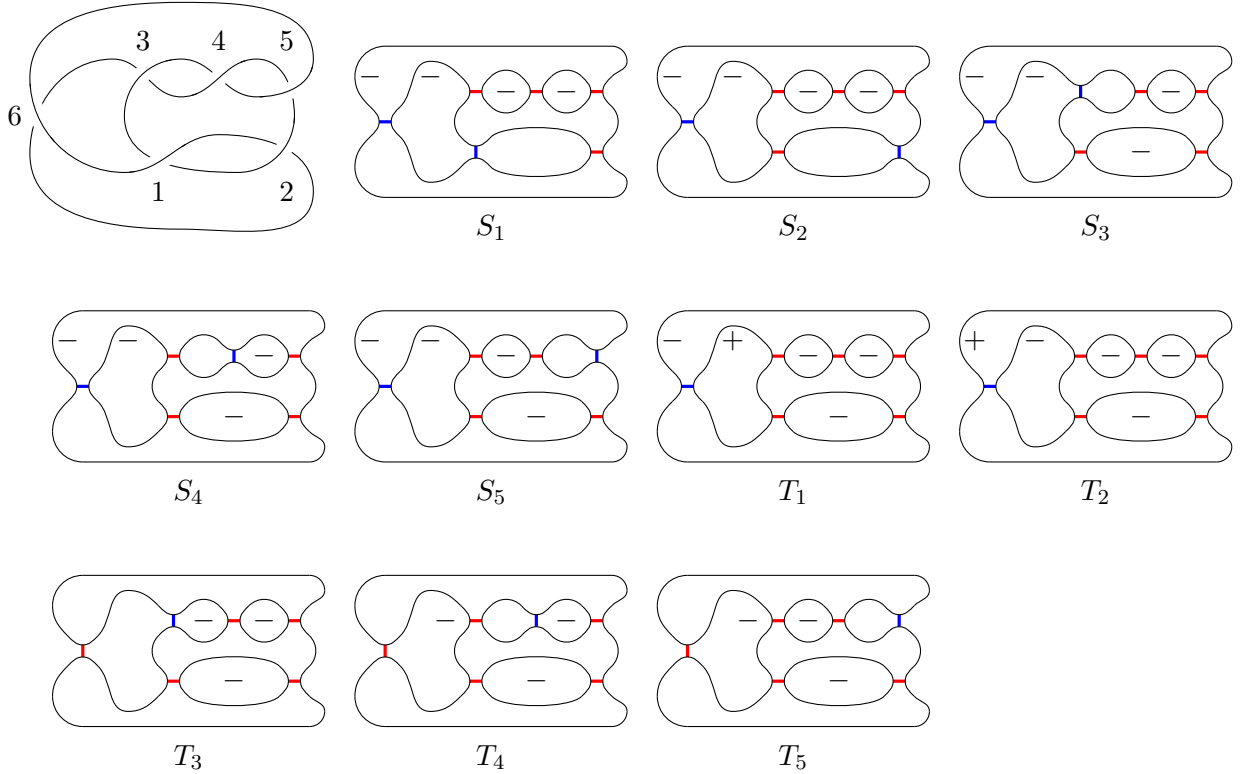 3 4 5
6
1 2
− − − −
S₁
− − − −
S₂
− − − −
S₃
− − − −
S₄
− − − −
S₅
− + − − −
T₁
+ − − − −
T₂
− − −
T₃
− − −
T₄
− − −
T₅